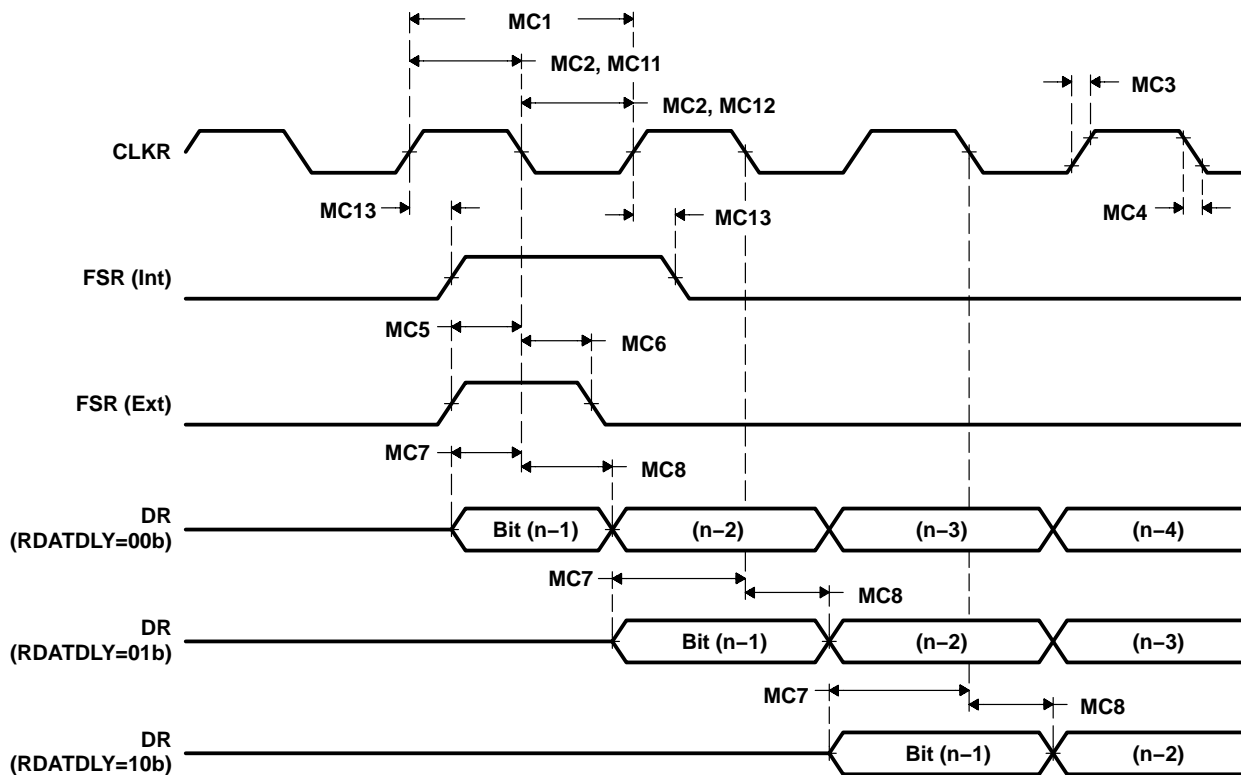 MC1
MC2, MC11
MC3
MC2, MC12
CLKR
MC13
MC13
MC4
FSR (Int)
MC5
MC6
FSR (Ext)
MC7
MC8
DR
(RDATDLY=00b)
Bit (n−1)
(n−2)
(n−3)
(n−4)
MC7
MC8
DR
(RDATDLY=01b)
Bit (n−1)
(n−2)
(n−3)
MC7
MC8
DR
(RDATDLY=10b)
Bit (n−1)
(n−2)